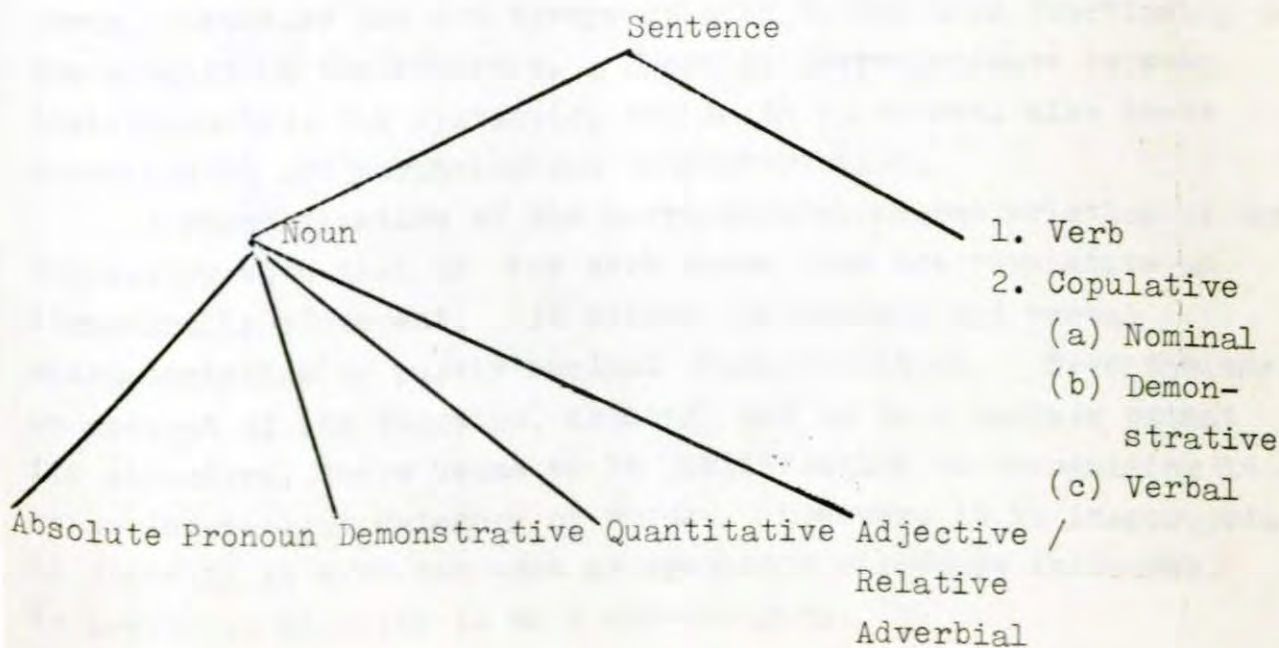 Sentence
Noun
1. Verb
2. Copulative
(a) Nominal
(b) Demon-
strative
(c) Verbal
Absolute Pronoun Demonstrative Quantitative Adjective /
Relative
Adverbial